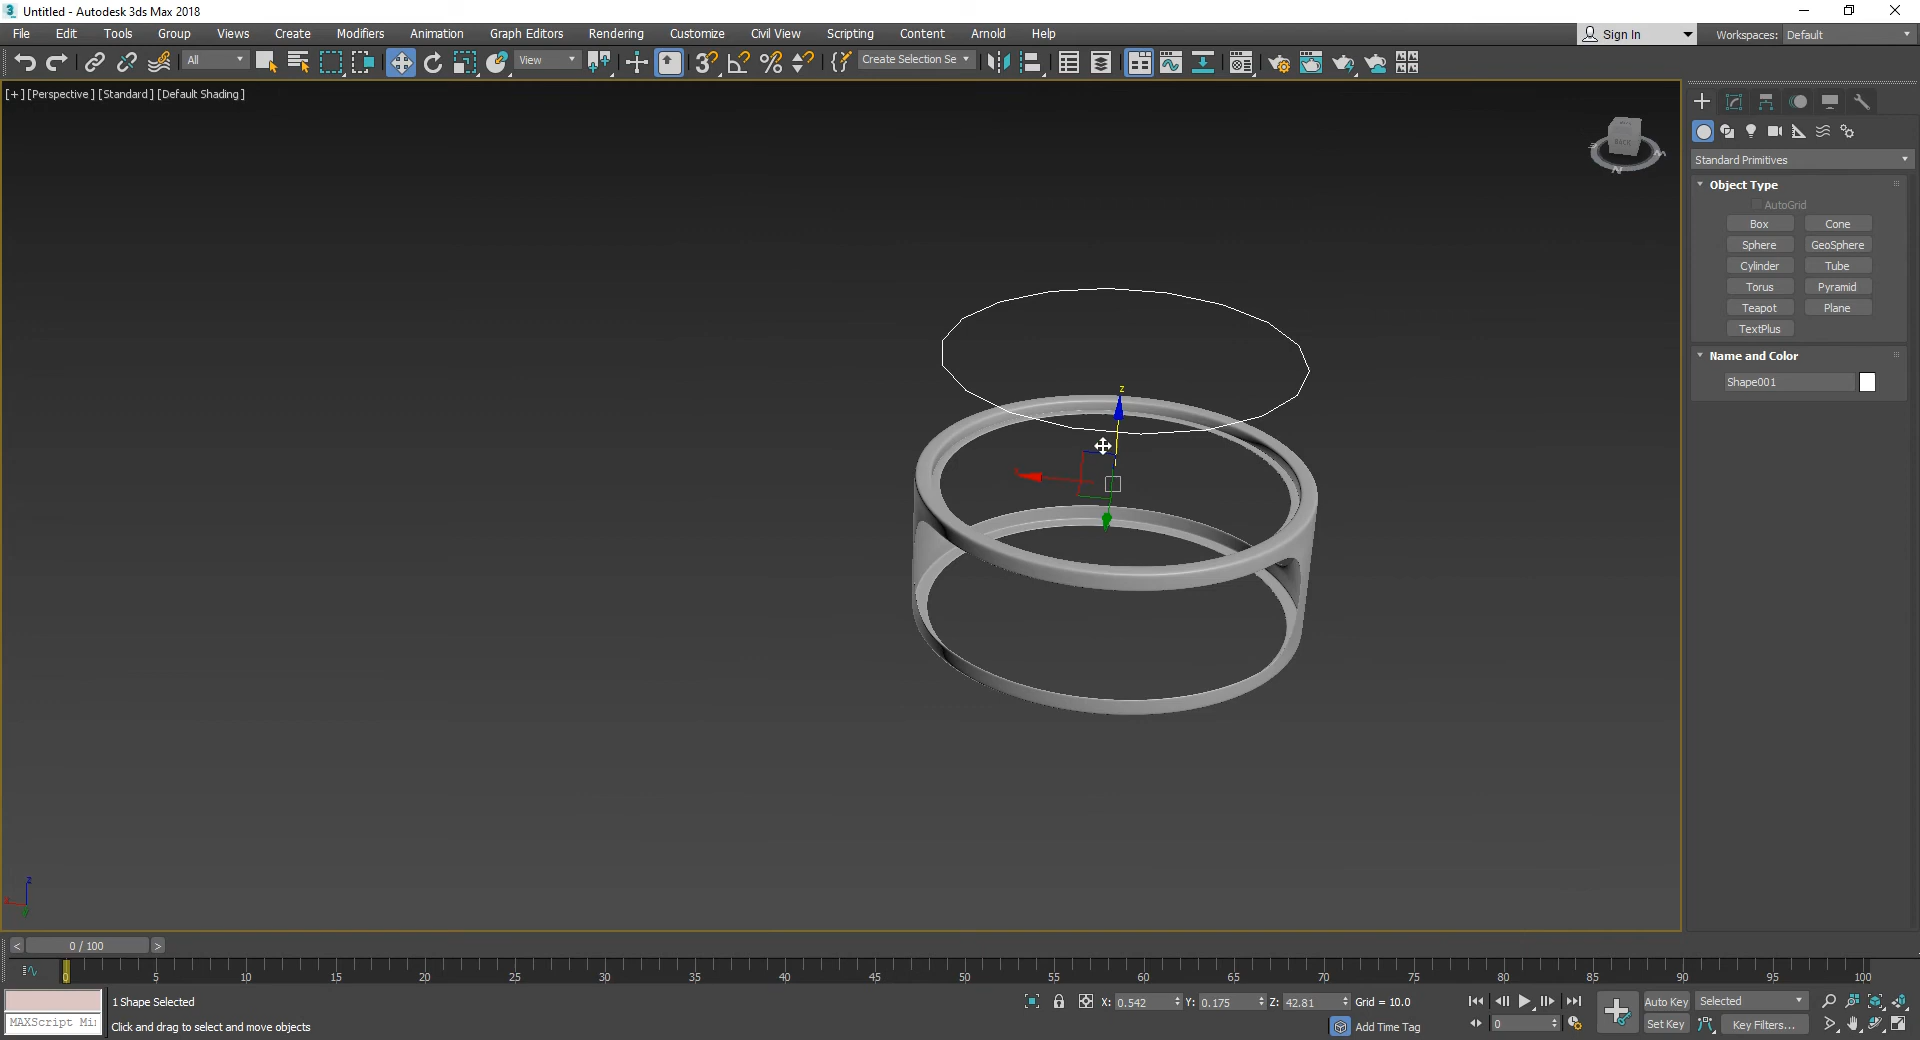 Untitled - Autodesk 3ds Max 2018
File Edit Tools Group Views Create Modifiers Animation Graph Editors Rendering Customize Civil View Scripting Content Arnold Help Sign In Workspaces: Default
All View Create Selection Se
[+] [Perspective ] [Standard ] [Default Shading ]
BACK
N
Standard Primitives
Object Type
AutoGrid
Box Cone
Sphere GeoSphere
Cylinder Tube
Torus Pyramid
Teapot Plane
TextPlus
Name and Color
Shape001
z
z
< 0 / 100 >
0 5 10 15 20 25 30 35 40 45 50 55 60 65 70 75 80 85 90 95 100
1 Shape Selected X: 0.542 Y: 0.175 Z: 42.81 Grid = 10.0 Auto Key Selected
MAXScript Mi
Click and drag to select and move objects Add Time Tag 0 Set Key Key Filters...